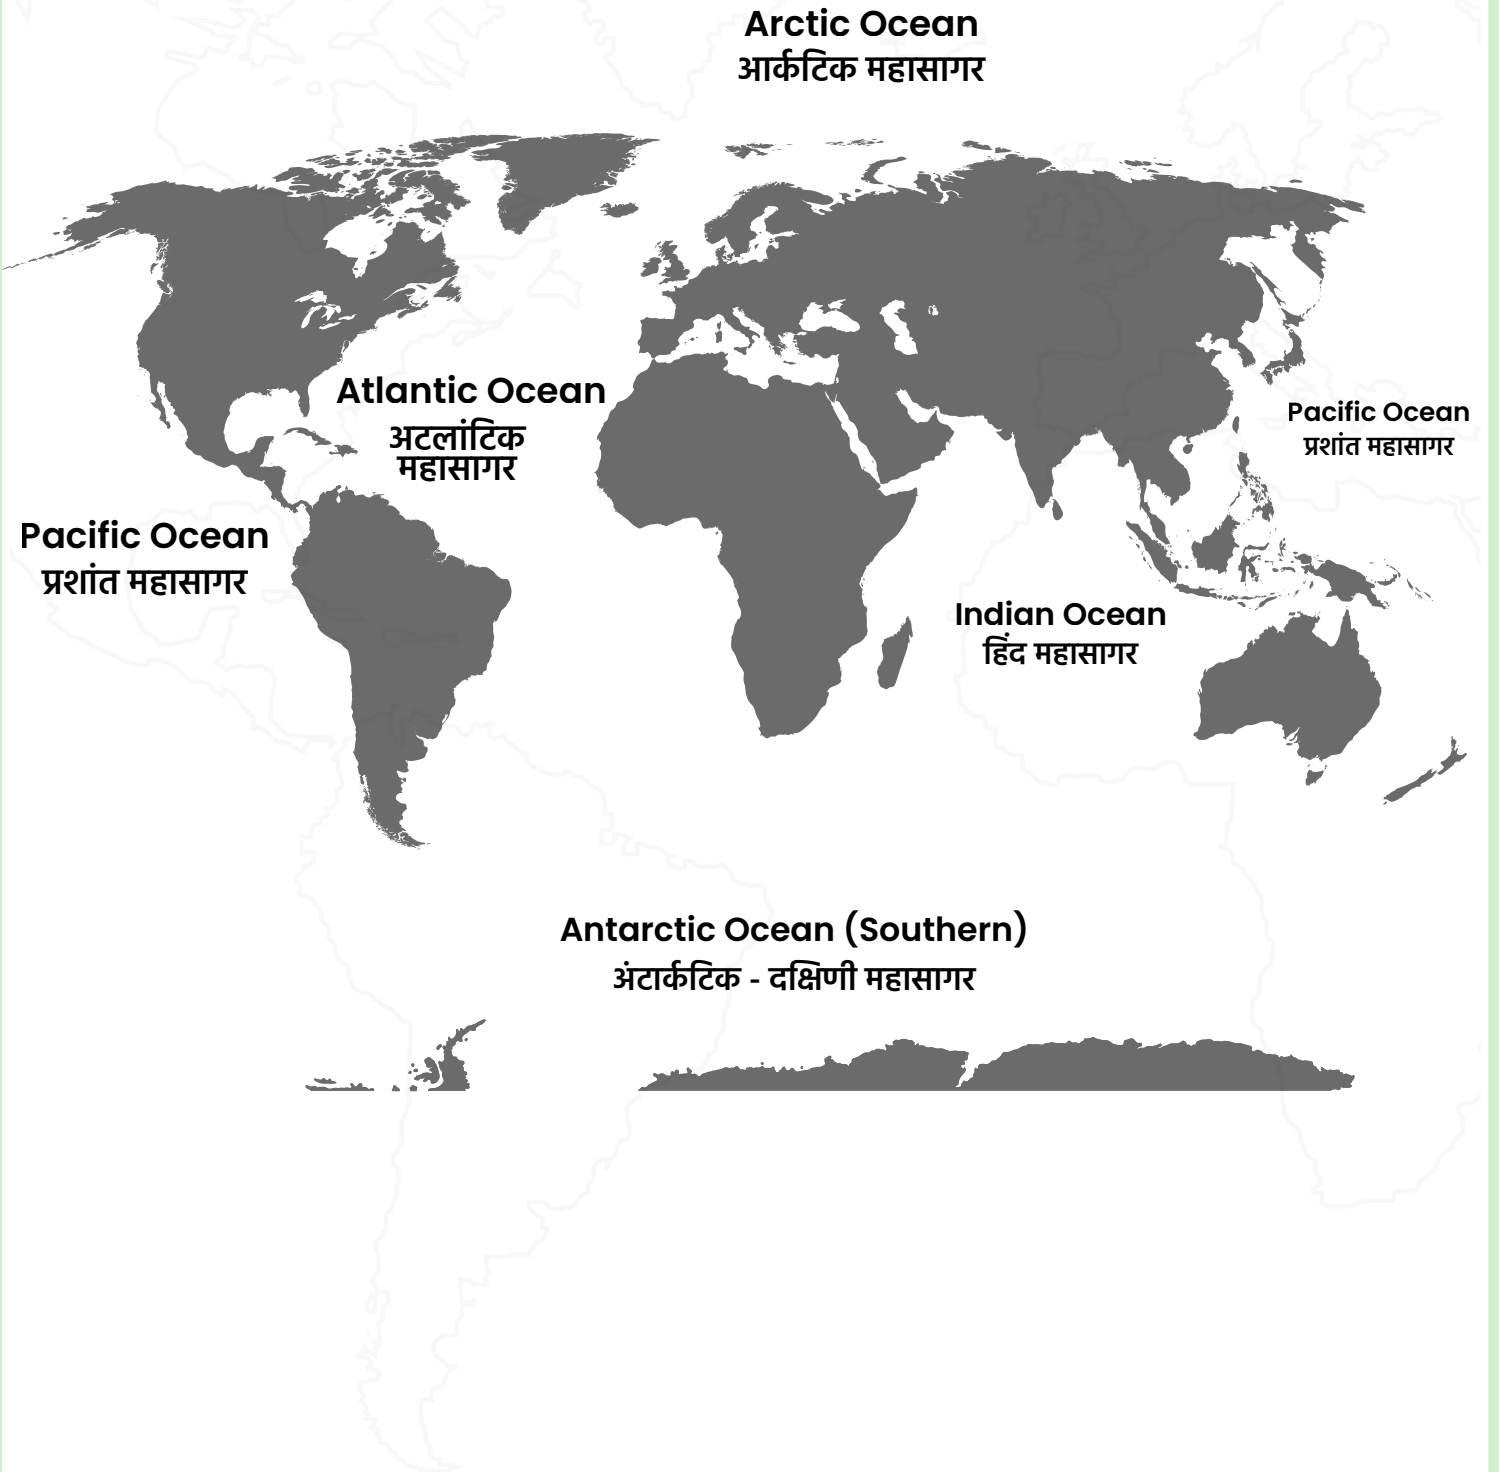 Arctic Ocean
आर्कटिक महासागर
Atlantic Ocean
अटलांटिक
महासागर
Pacific Ocean
प्रशांत महासागर
Pacific Ocean
प्रशांत महासागर
Indian Ocean
हिंद महासागर
Antarctic Ocean (Southern)
अंटार्कटिक - दक्षिणी महासागर